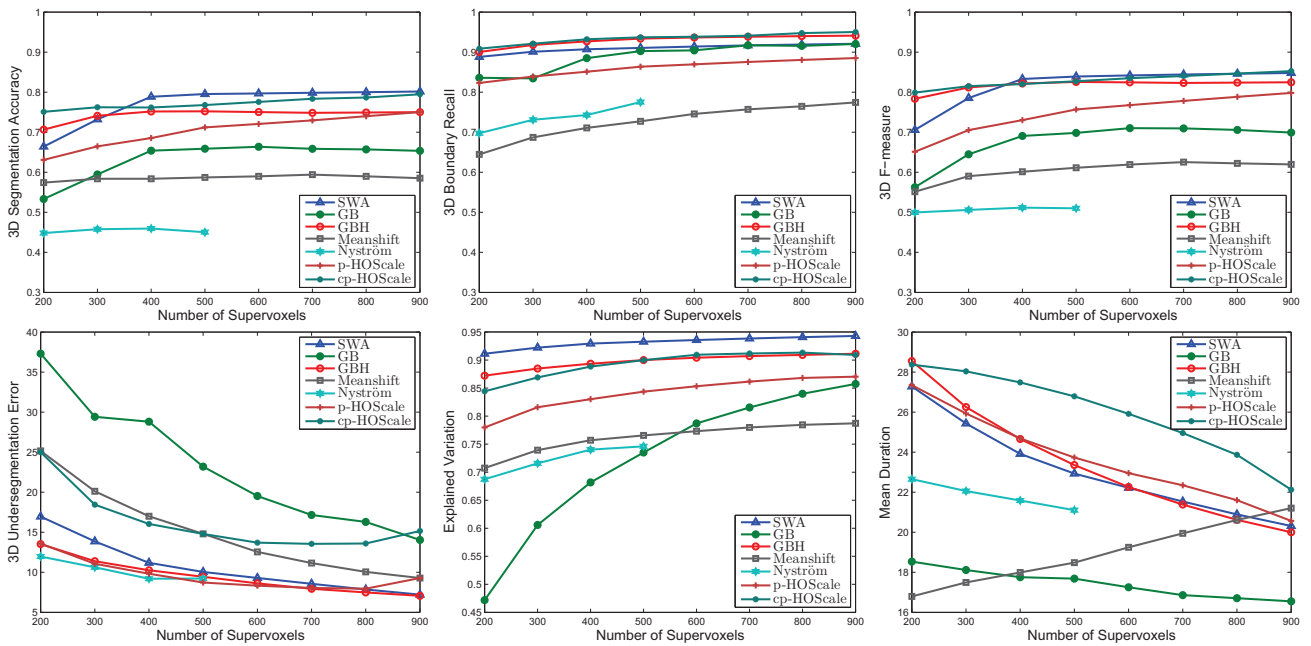 1
0.9
0.8
0.7
0.6
0.5
0.4
0.3
3D Segmentation Accuracy
200 300 400 500 600 700 800 900
Number of Supervoxels
SWA
GB
GBH
Meanshift
Nyström
p-HOScale
cp-HOScale
1
0.9
0.8
0.7
0.6
0.5
0.4
0.3
3D Boundary Recall
200 300 400 500 600 700 800 900
Number of Supervoxels
SWA
GB
GBH
Meanshift
Nyström
p-HOScale
cp-HOScale
1
0.9
0.8
0.7
0.6
0.5
0.4
0.3
3D F-measure
200 300 400 500 600 700 800 900
Number of Supervoxels
SWA
GB
GBH
Meanshift
Nyström
p-HOScale
cp-HOScale
40
35
30
25
20
15
10
5
3D Undersegmentation Error
200 300 400 500 600 700 800 900
Number of Supervoxels
SWA
GB
GBH
Meanshift
Nyström
p-HOScale
cp-HOScale
0.95
0.9
0.85
0.8
0.75
0.7
0.65
0.6
0.55
0.5
0.45
Explained Variation
200 300 400 500 600 700 800 900
Number of Supervoxels
SWA
GB
GBH
Meanshift
Nyström
p-HOScale
cp-HOScale
30
28
26
24
22
20
18
16
Mean Duration
200 300 400 500 600 700 800 900
Number of Supervoxels
SWA
GB
GBH
Meanshift
Nyström
p-HOScale
cp-HOScale